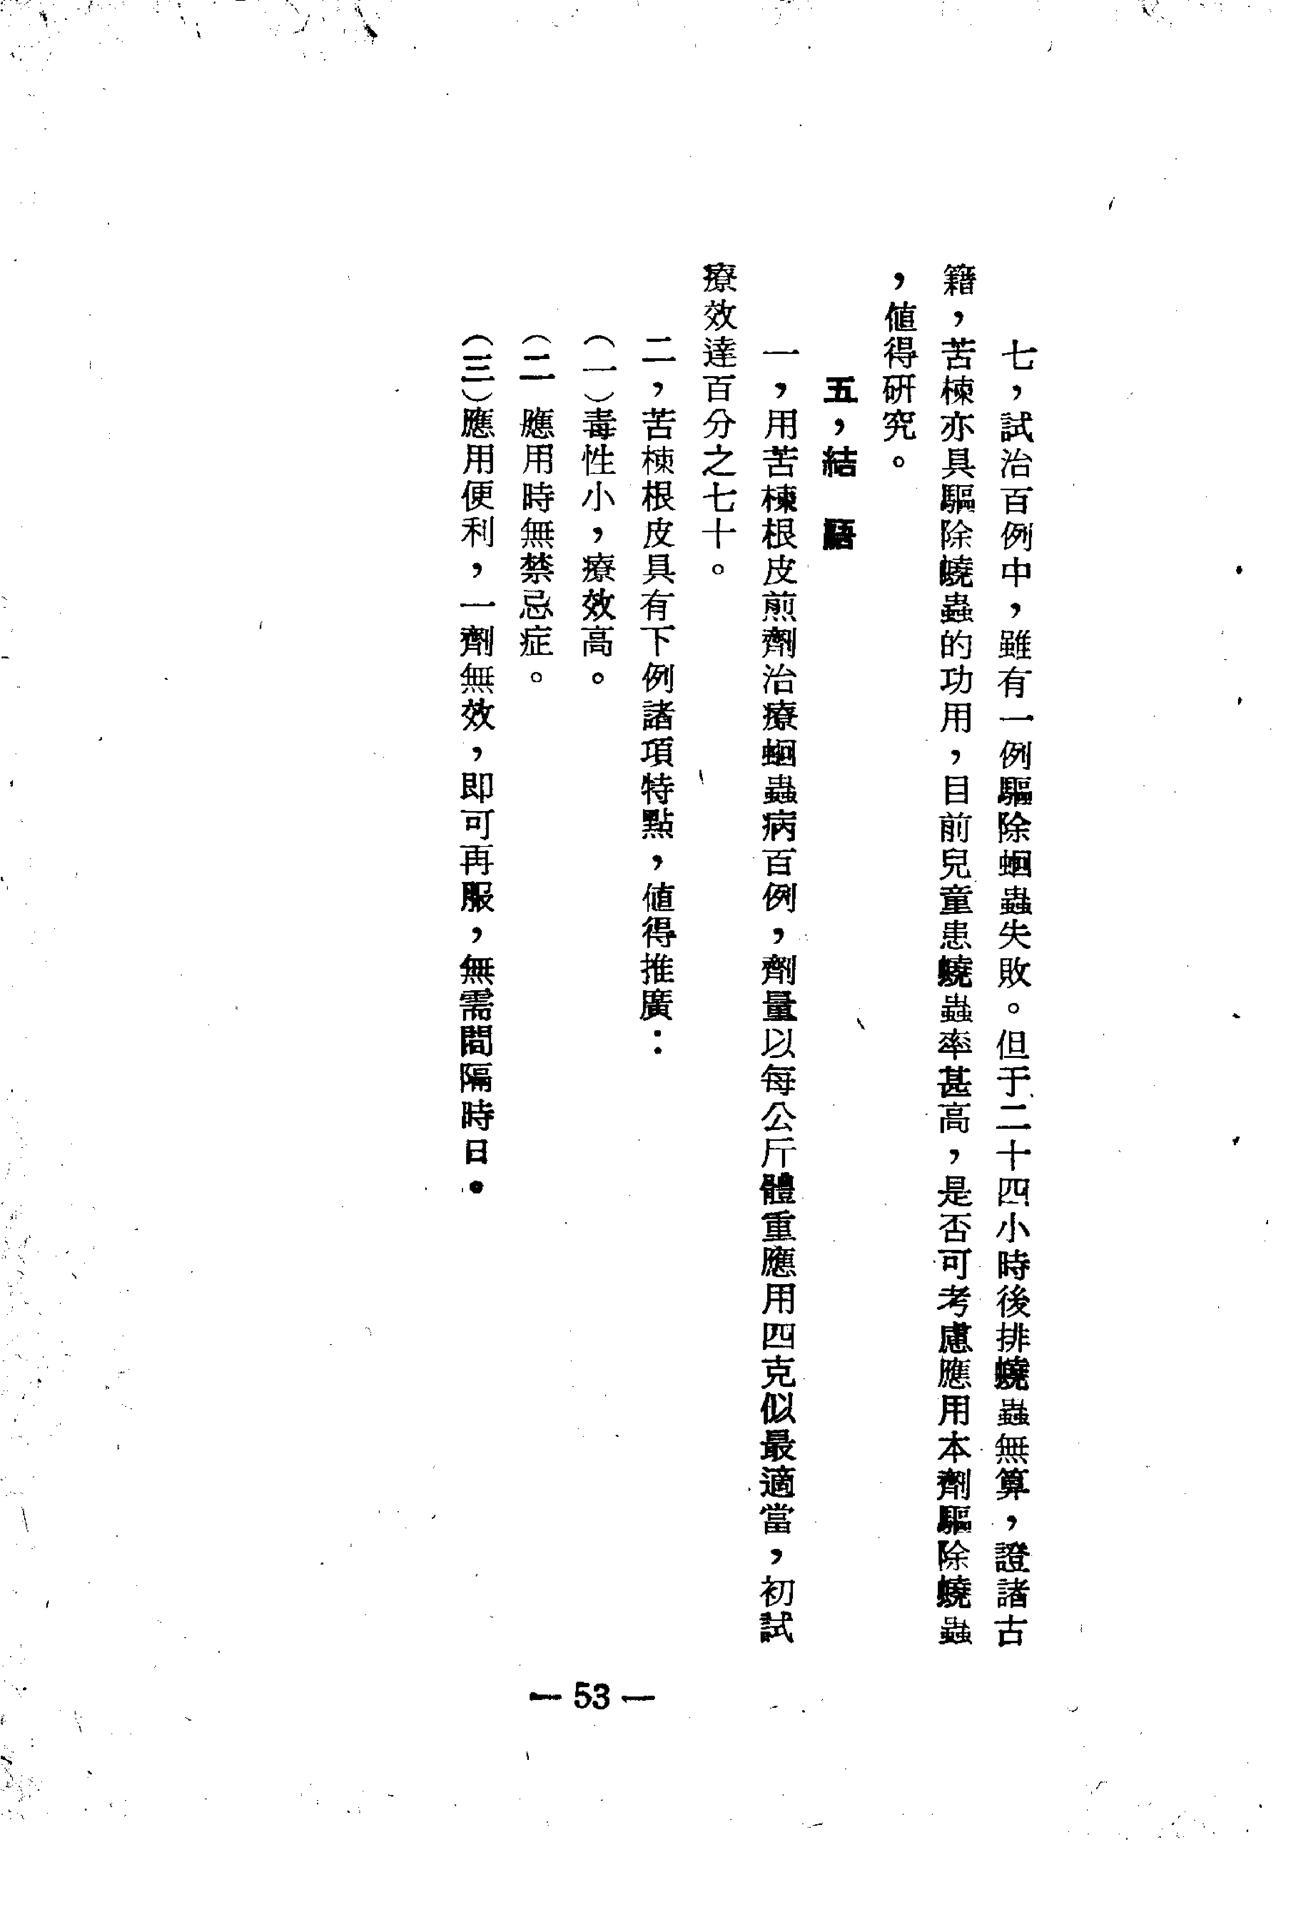 七，試治百例中，雖有一例驅除蛔蟲失敗。但于二十四小時後排蟯蟲無算，證諸古
籍，苦楝亦具驅除蟯蟲的功用，目前兒童患蟯蟲率甚高，是否可考慮應用本劑驅除蟯蟲
，値得硏究。
五，結　語
一，用苦楝根皮煎劑治療蛔蟲病百例，劑量以每公斤體重應用四克似最適當，初試
療效達百分之七十。
二，苦楝根皮具有下例諸項特點，値得推廣：
（一）毒性小，療效高。
（二　應用時無禁忌症。
（三）應用便利，一劑無效，即可再服，無需間隔時日。
— 53 —